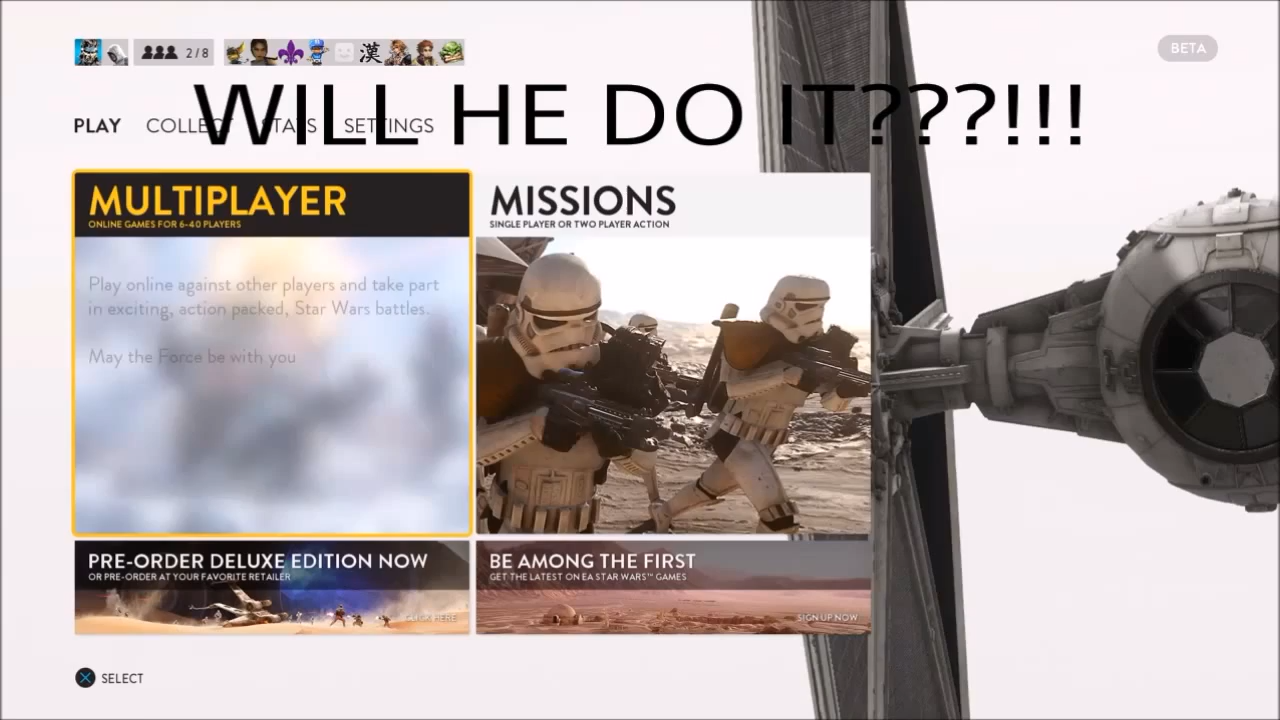 2/8
漢
BETA
WILL HE DO IT???!!!
PLAY COLLECT STATS SETTINGS
MULTIPLAYER
ONLINE GAMES FOR 6-40 PLAYERS
Play online against other players and take part
in exciting, action packed, Star Wars battles.
May the Force be with you
MISSIONS
SINGLE PLAYER OR TWO PLAYER ACTION
PRE-ORDER DELUXE EDITION NOW
OR PRE-ORDER AT YOUR FAVORITE RETAILER
CLICK HERE
BE AMONG THE FIRST
GET THE LATEST ON EA STAR WARS™ GAMES
SIGN UP NOW
SELECT